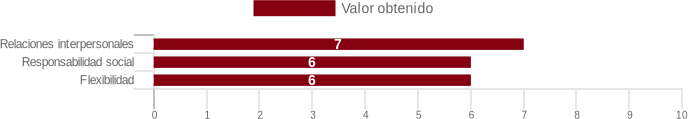 Valor obtenido
Relaciones interpersonales 7
Responsabilidad social 6
Flexibilidad 6
0 1 2 3 4 5 6 7 8 9 10